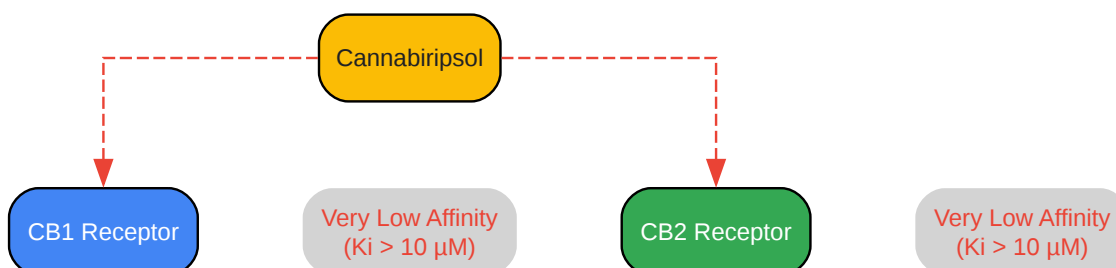 Cannabiripsol
CB1 Receptor
Very Low Affinity
(Ki > 10 µM)
CB2 Receptor
Very Low Affinity
(Ki > 10 µM)